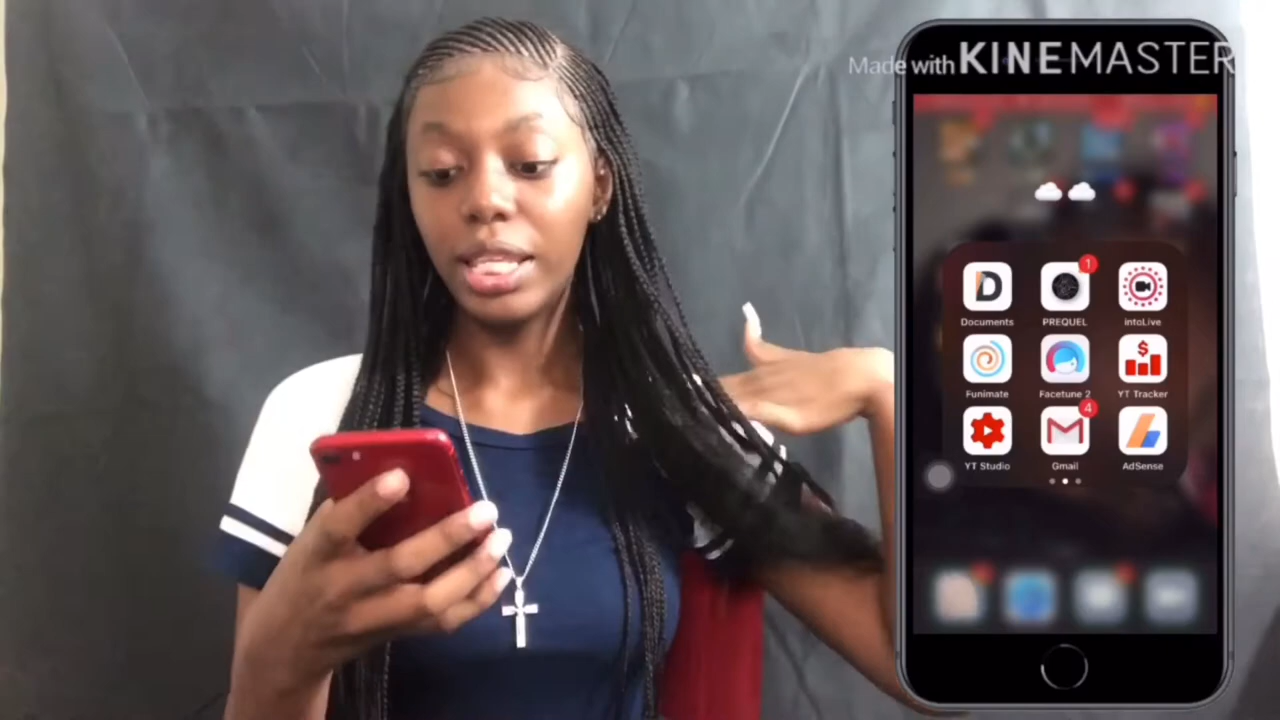 Made with KINEMASTER
1
D
Documents PREQUEL intoLive
$
Funimate Facetune 2 YT Tracker
4
YT Studio Gmail AdSense